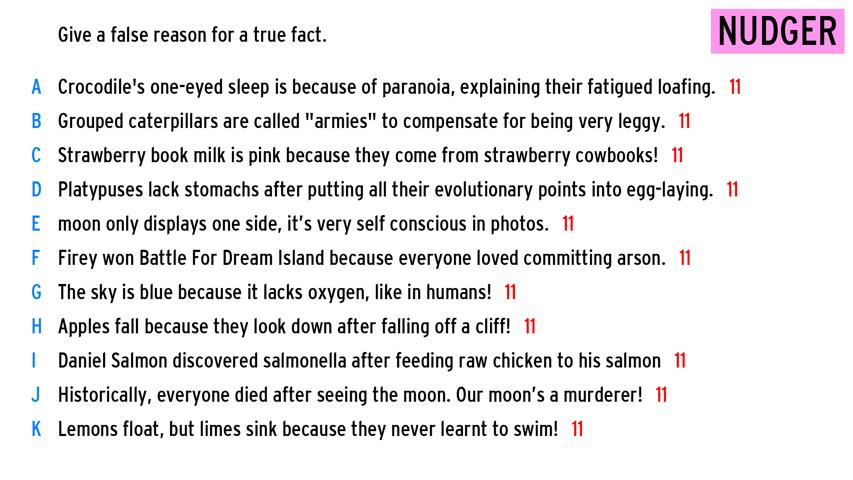 Give a false reason for a true fact.
NUDGER
A Crocodile's one-eyed sleep is because of paranoia, explaining their fatigued loafing. 11
B Grouped caterpillars are called "armies" to compensate for being very leggy. 11
C Strawberry book milk is pink because they come from strawberry cowbooks! 11
D Platypuses lack stomachs after putting all their evolutionary points into egg-laying. 11
E moon only displays one side, it’s very self conscious in photos. 11
F Firey won Battle For Dream Island because everyone loved committing arson. 11
G The sky is blue because it lacks oxygen, like in humans! 11
H Apples fall because they look down after falling off a cliff! 11
I Daniel Salmon discovered salmonella after feeding raw chicken to his salmon 11
J Historically, everyone died after seeing the moon. Our moon’s a murderer! 11
K Lemons float, but limes sink because they never learnt to swim! 11